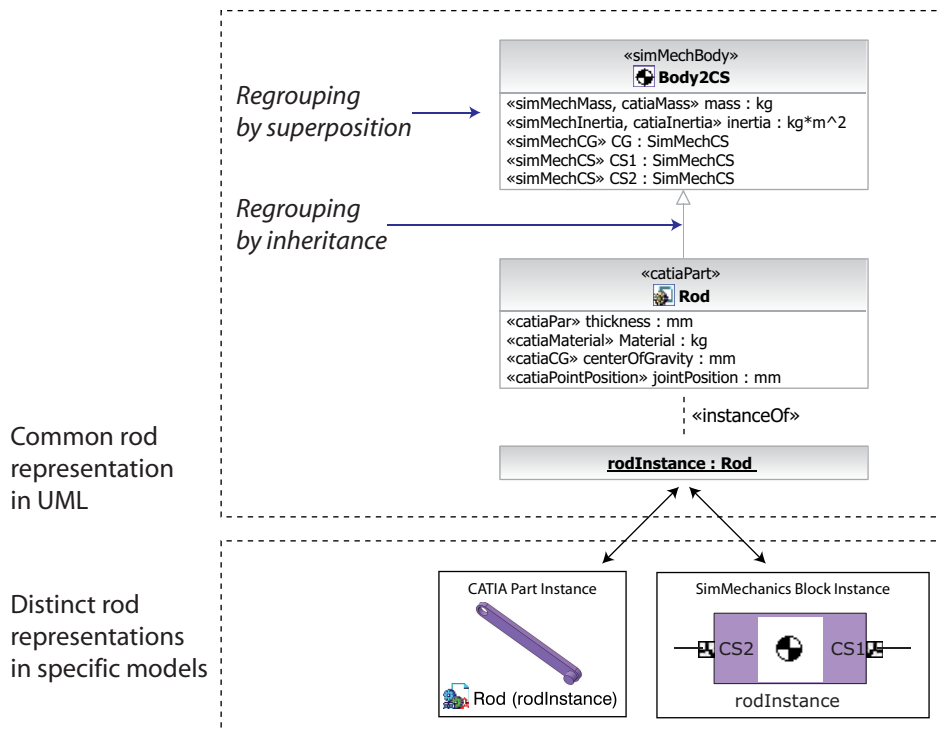 Regrouping
by superposition
«simMechBody»
Body2CS
«simMechMass, catiaMass» mass : kg
«simMechInertia, catiaInertia» inertia : kg*m^2
«simMechCG» CG : SimMechCS
«simMechCS» CS1 : SimMechCS
«simMechCS» CS2 : SimMechCS
Regrouping
by inheritance
«catiaPart»
Rod
«catiaPar» thickness : mm
«catiaMaterial» Material : kg
«catiaCG» centerOfGravity : mm
«catiaPointPosition» jointPosition : mm
«instanceOf»
Common rod
representation
in UML
rodInstance : Rod
Distinct rod
representations
in specific models
CATIA Part Instance
Rod (rodInstance)
SimMechanics Block Instance
CS2 CS1
rodInstance